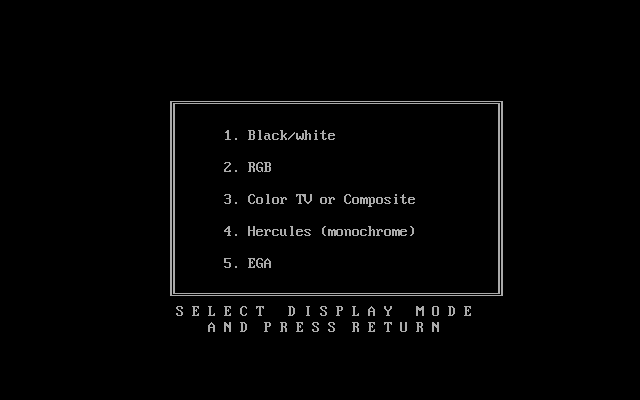 1. Black/white
2. RGB
3. Color TV or Composite
4. Hercules (monochrome)
5. EGA
SELECT DISPLAY MODE
AND PRESS RETURN